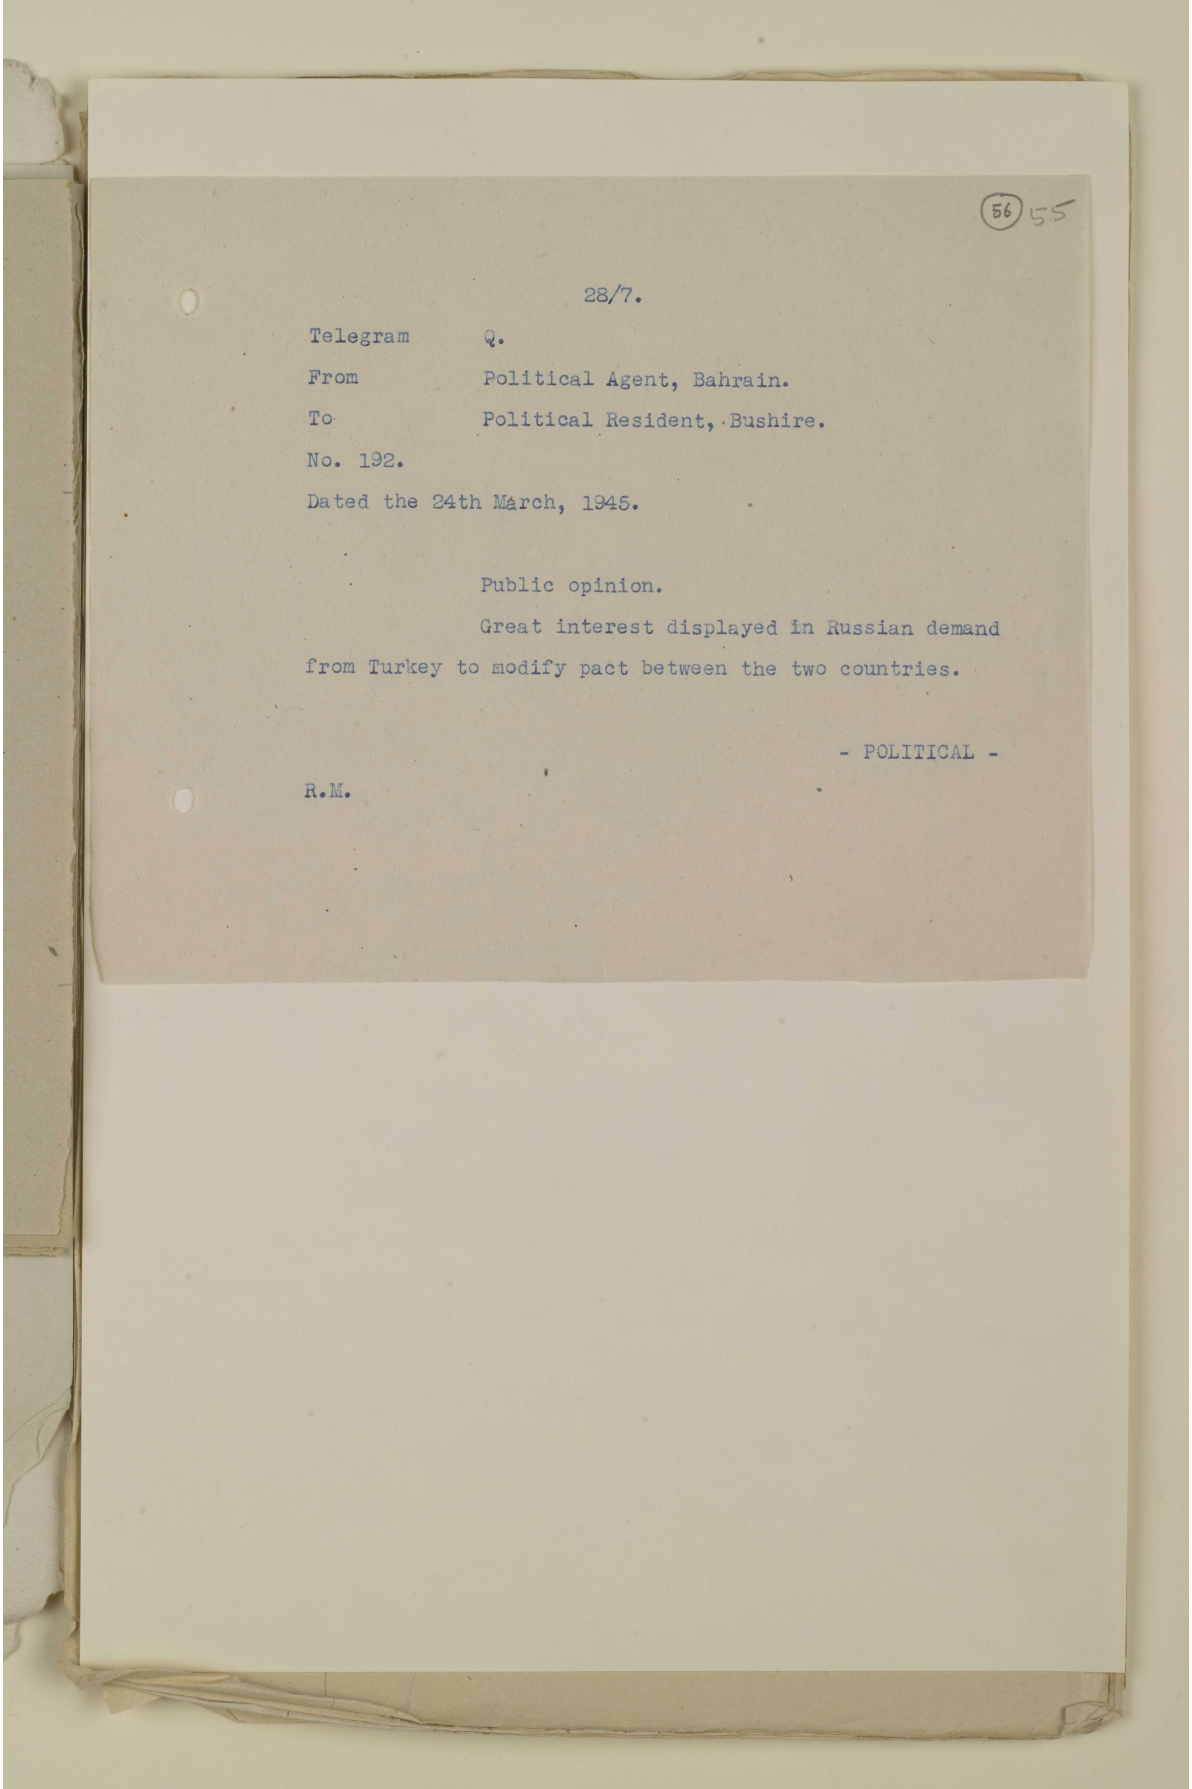 56 55
28/7.
Telegram Q.
From Political Agent, Bahrain.
To Political Resident, Bushire.
No. 192.
Dated the 24th March, 1945.
Public opinion.
Great interest displayed in Russian demand
from Turkey to modify pact between the two countries.
- POLITICAL -
R.M.